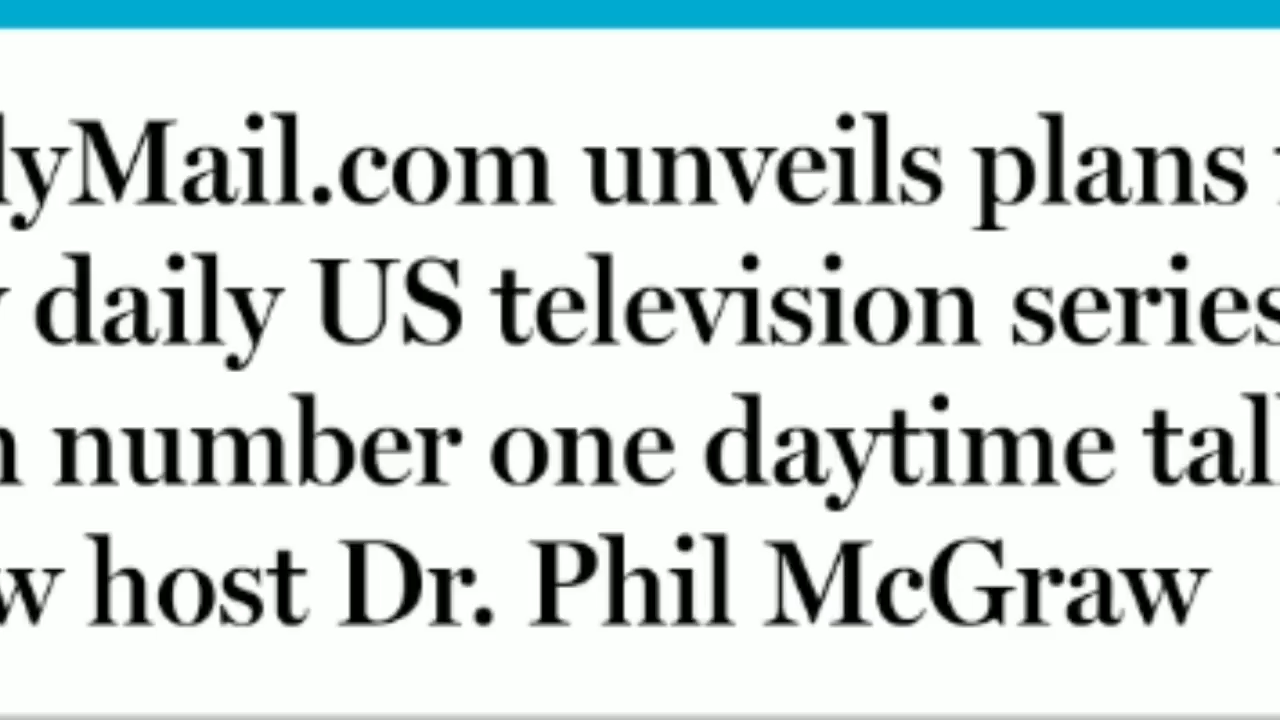 lyMail.com unveils plans
daily US television series
number one daytime tal
w host Dr. Phil McGraw